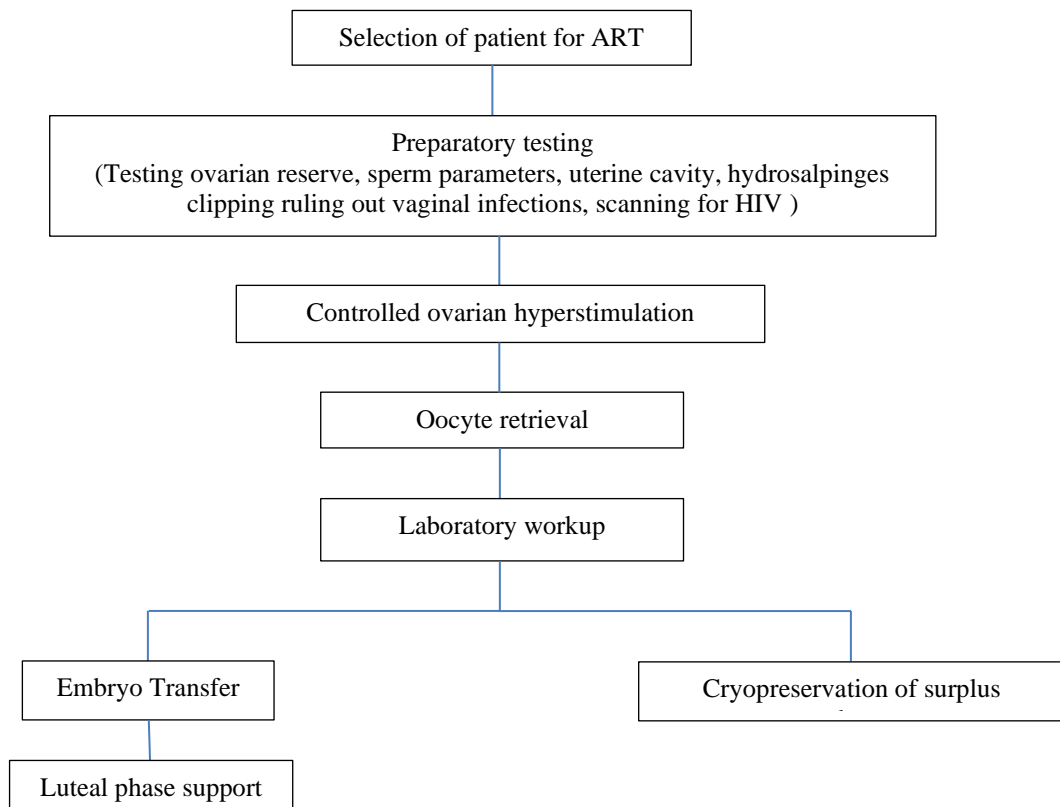 Selection of patient for ART
Preparatory testing
(Testing ovarian reserve, sperm parameters, uterine cavity, hydrosalpinges
clipping ruling out vaginal infections, scanning for HIV )
Controlled ovarian hyperstimulation
Oocyte retrieval
Laboratory workup
Embryo Transfer
Cryopreservation of surplus
Luteal phase support